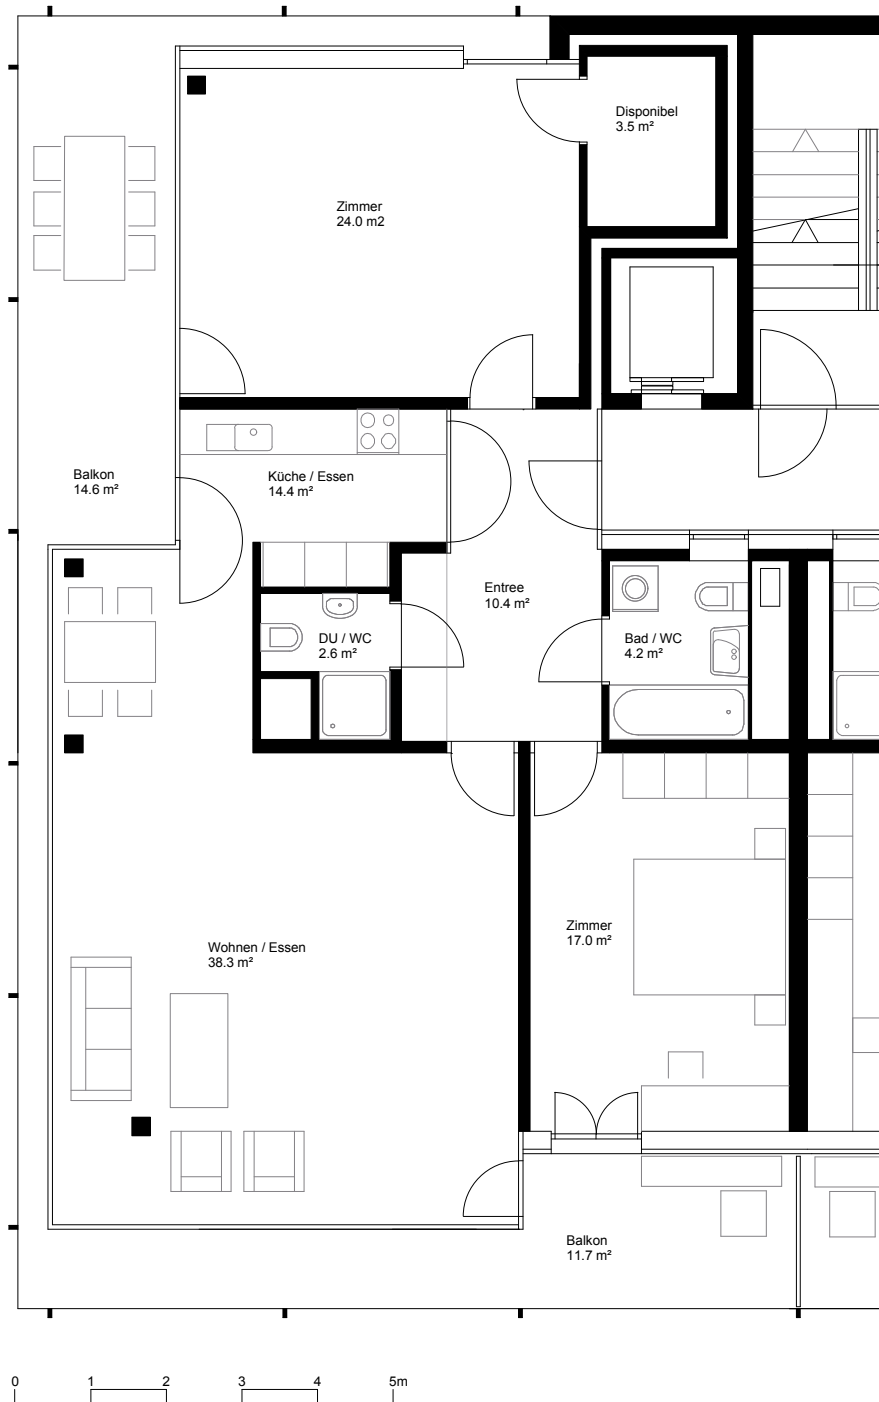 Disponibel
3.5 m²
Zimmer
24.0 m2
Balkon
14.6 m²
Küche / Essen
14.4 m²
Entree
10.4 m²
DU / WC
2.6 m²
Bad / WC
4.2 m²
Wohnen / Essen
38.3 m²
Zimmer
17.0 m²
Balkon
11.7 m²
0 1 2 3 4 5m